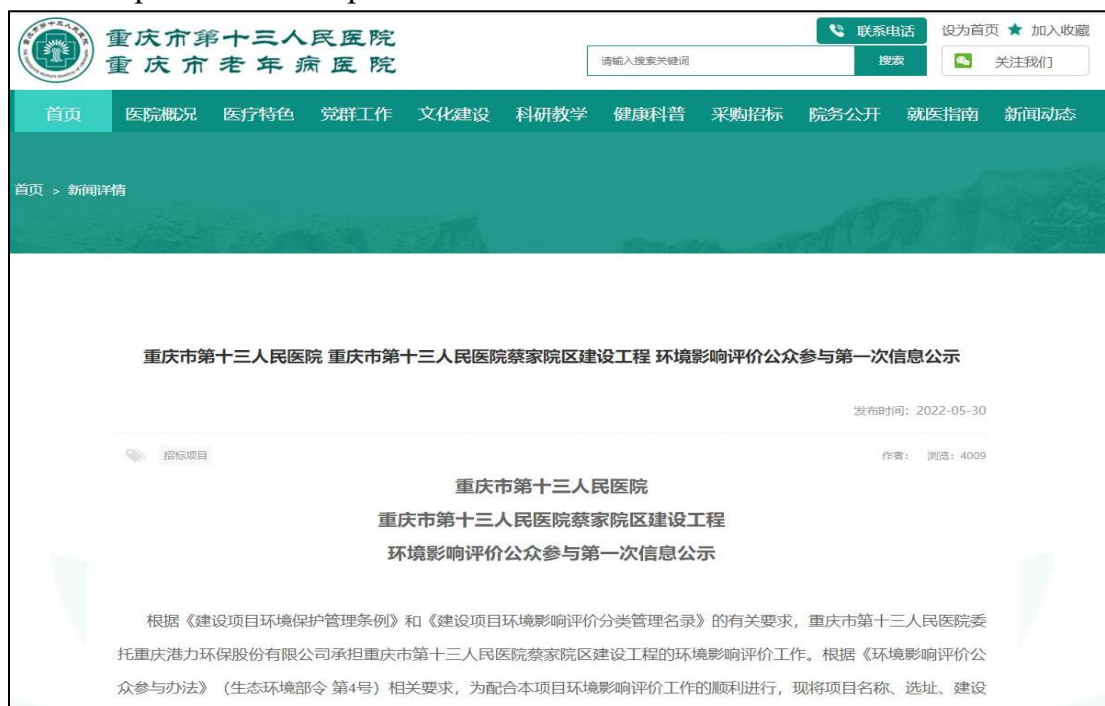 重庆市第十三人民医院
重庆市老年病医院
联系电话
设为首页 ★ 加入收藏
请输入搜索关键词
搜索
关注我们
首页 医院概况 医疗特色 党群工作 文化建设 科研教学 健康科普 采购招标 院务公开 就医指南 新闻动态
首页 > 新闻详情
重庆市第十三人民医院 重庆市第十三人民医院蔡家院区建设工程 环境影响评价公众参与第一次信息公示
发布时间：2022-05-30
招标项目
作者： 浏览：4009
重庆市第十三人民医院
重庆市第十三人民医院蔡家院区建设工程
环境影响评价公众参与第一次信息公示
根据《建设项目环境保护管理条例》和《建设项目环境影响评价分类管理名录》的有关要求，重庆市第十三人民医院委
托重庆港力环保股份有限公司承担重庆市第十三人民医院蔡家院区建设工程的环境影响评价工作。根据《环境影响评价公
众参与办法》（生态环境部令 第4号）相关要求，为配合本项目环境影响评价工作的顺利进行，现将项目名称、选址、建设